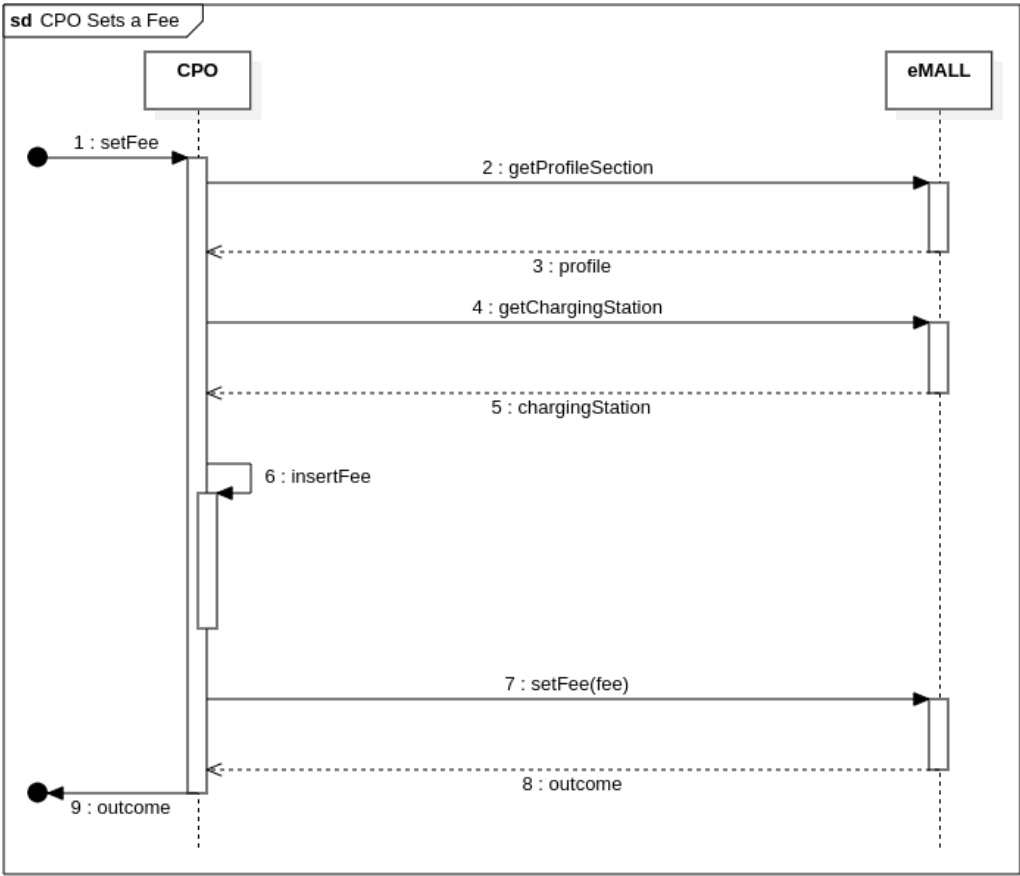 sd CPO Sets a Fee
CPO
eMALL
1 : setFee
2 : getProfileSection
3 : profile
4 : getChargingStation
5 : chargingStation
6 : insertFee
7 : setFee(fee)
8 : outcome
9 : outcome